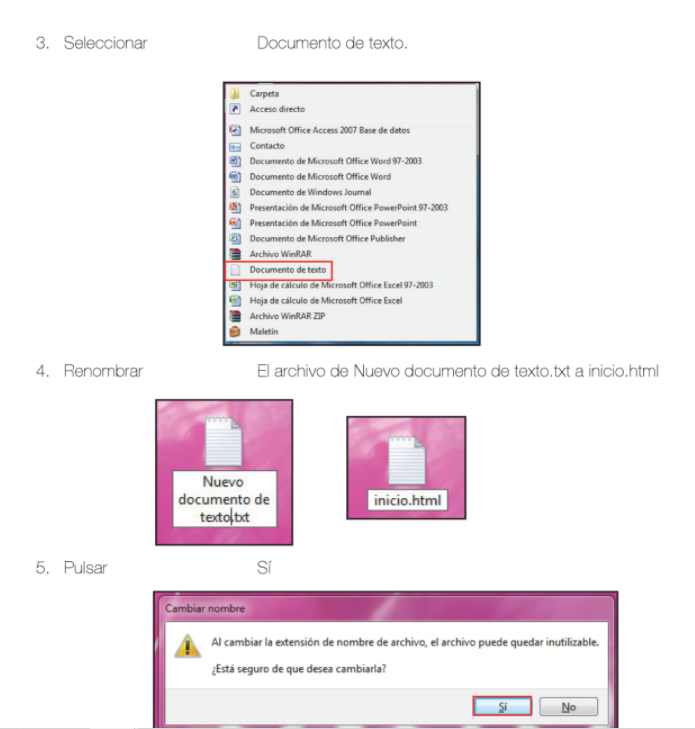 3. Seleccionar Documento de texto.
Carpeta
Acceso directo
Microsoft Office Access 2007 Base de datos
Contacto
Documento de Microsoft Office Word 97-2003
Documento de Microsoft Office Word
Documento de Windows Journal
Presentación de Microsoft Office PowerPoint 97-2003
Presentación de Microsoft Office PowerPoint
Documento de Microsoft Office Publisher
Archivo WinRAR
Documento de texto
Hoja de cálculo de Microsoft Office Excel 97-2003
Hoja de cálculo de Microsoft Office Excel
Archivo WinRAR ZIP
Maletín
4. Renombrar El archivo de Nuevo documento de texto.txt a inicio.html
Nuevo
documento de
texto.txt
inicio.html
5. Pulsar Sí
Cambiar nombre
Al cambiar la extensión de nombre de archivo, el archivo puede quedar inutilizable.
¿Está seguro de que desea cambiarla?
Sí No